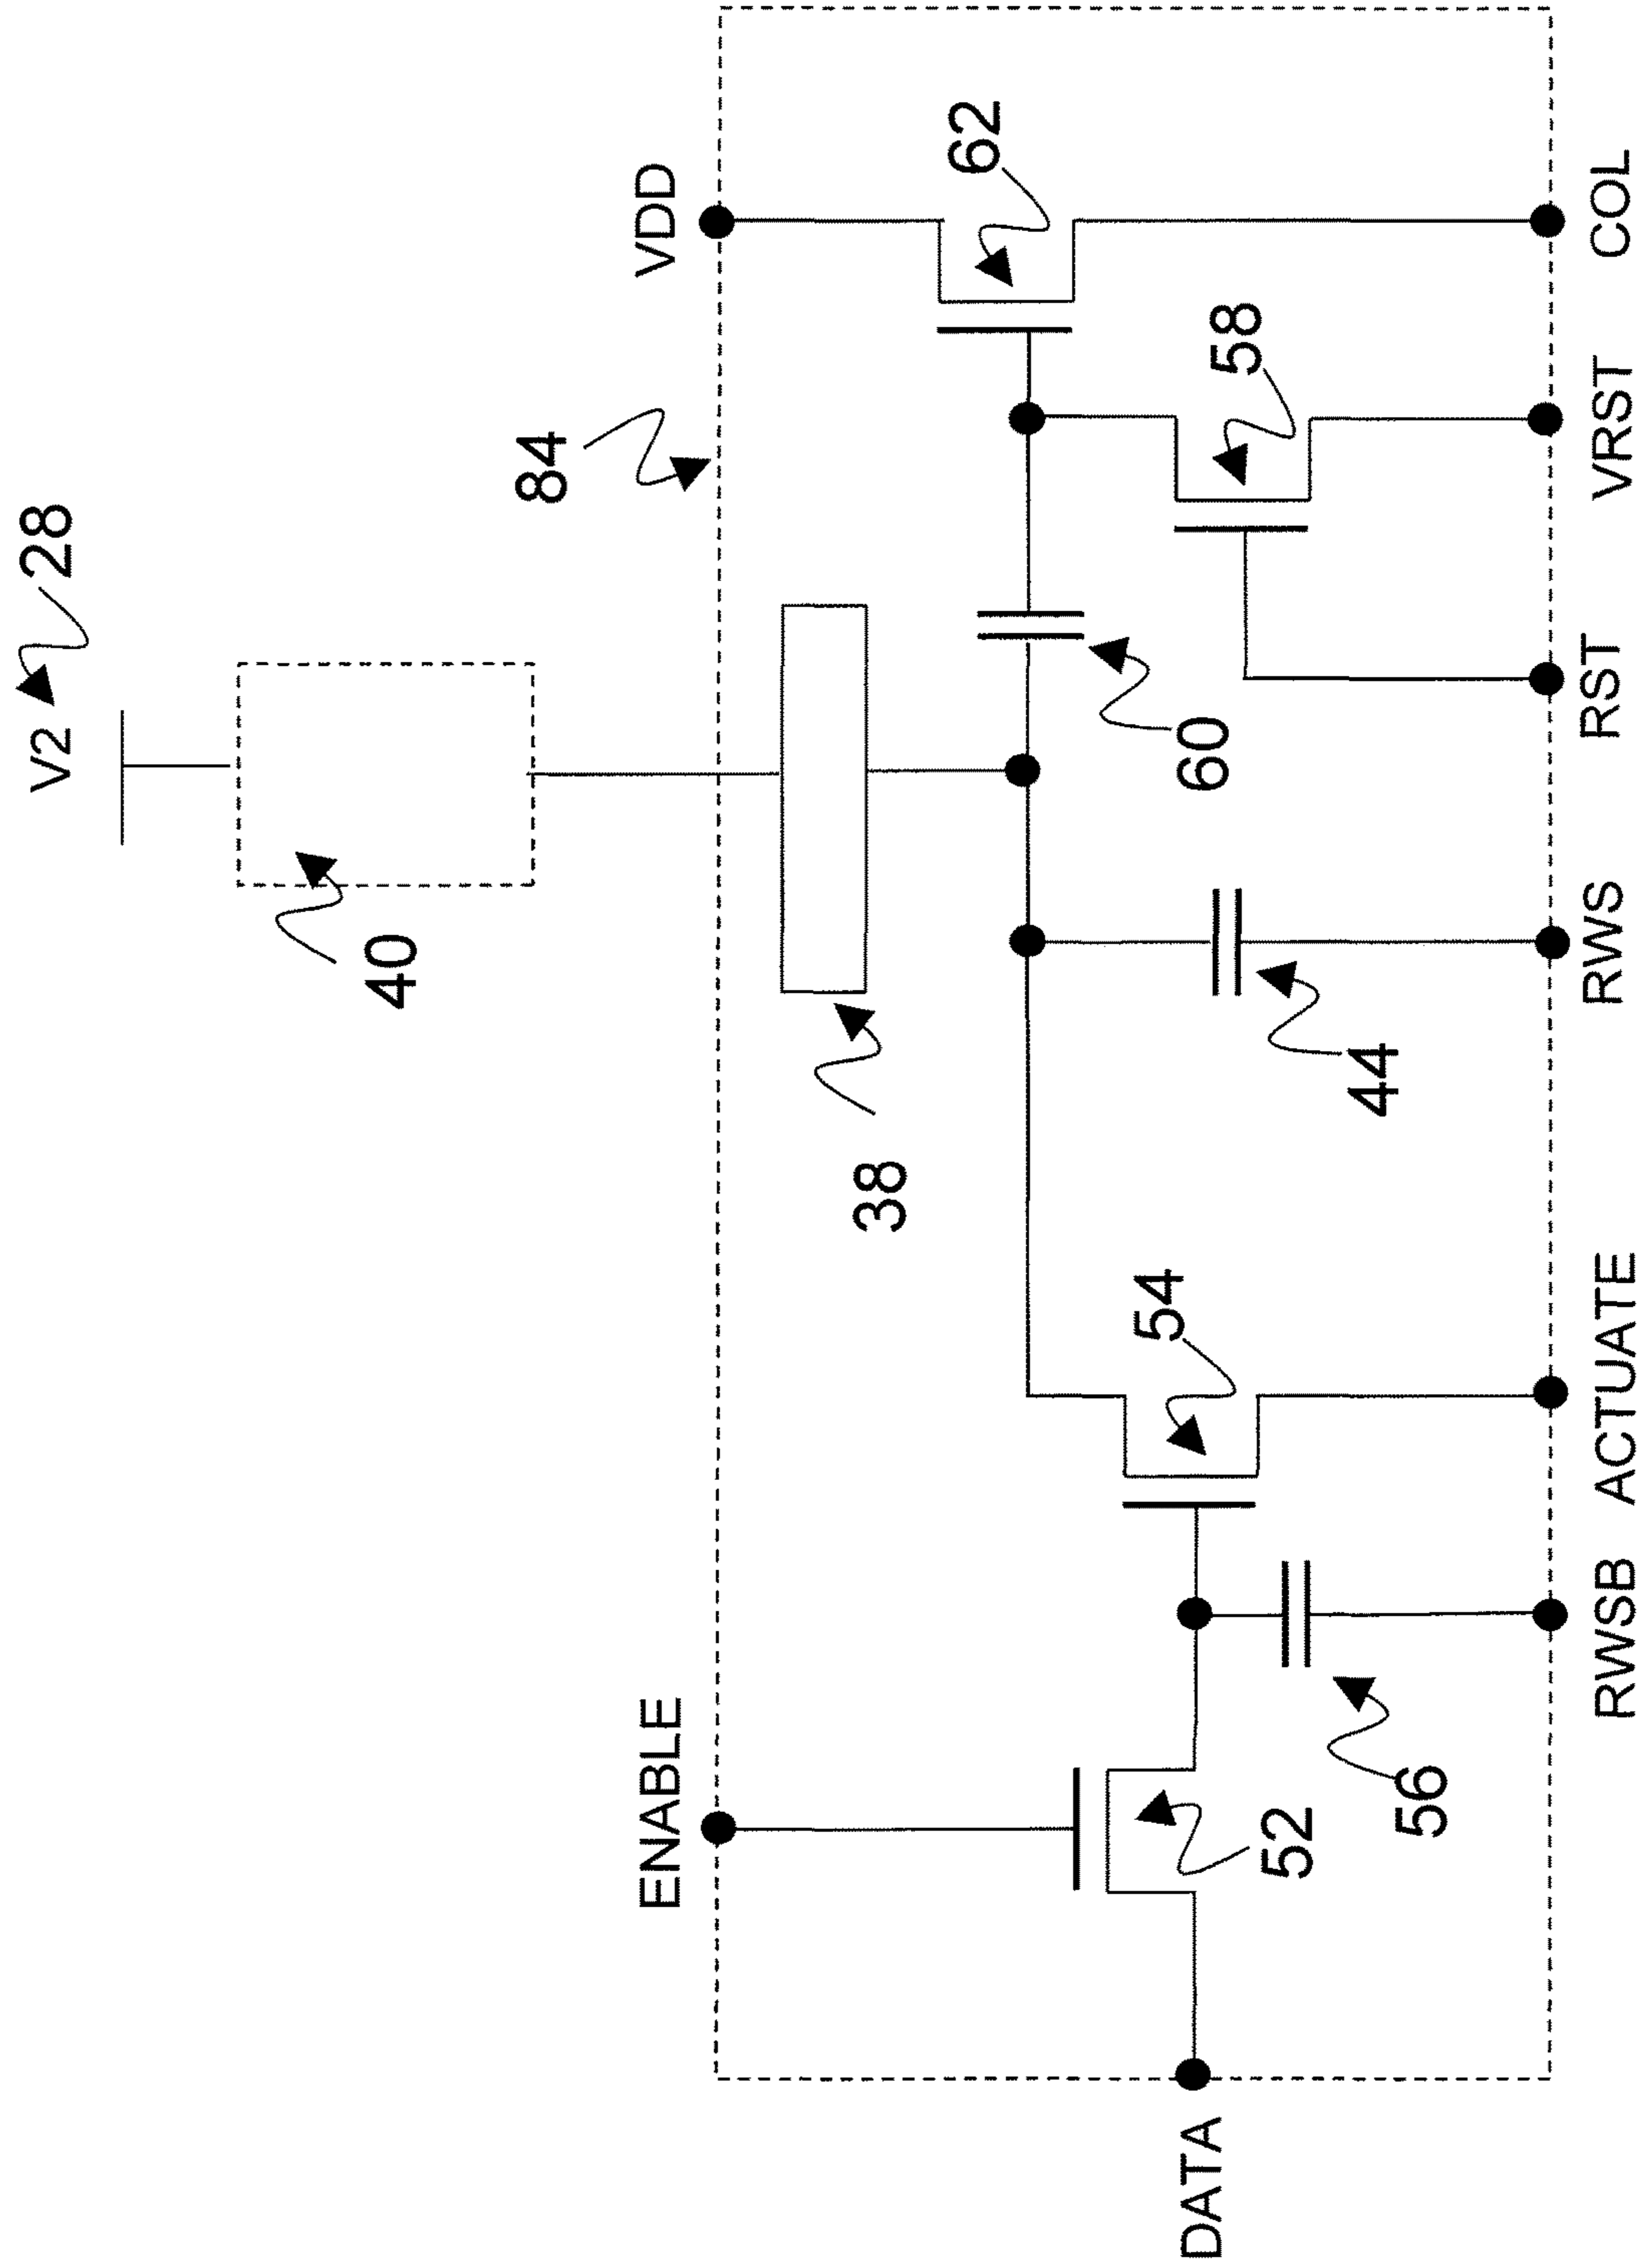 V2
28
40
84
38
ENABLE
VDD
62
58
60
44
54
52
56
DATA
RWSB
ACTUATE
RWS
RST
VRST
COL